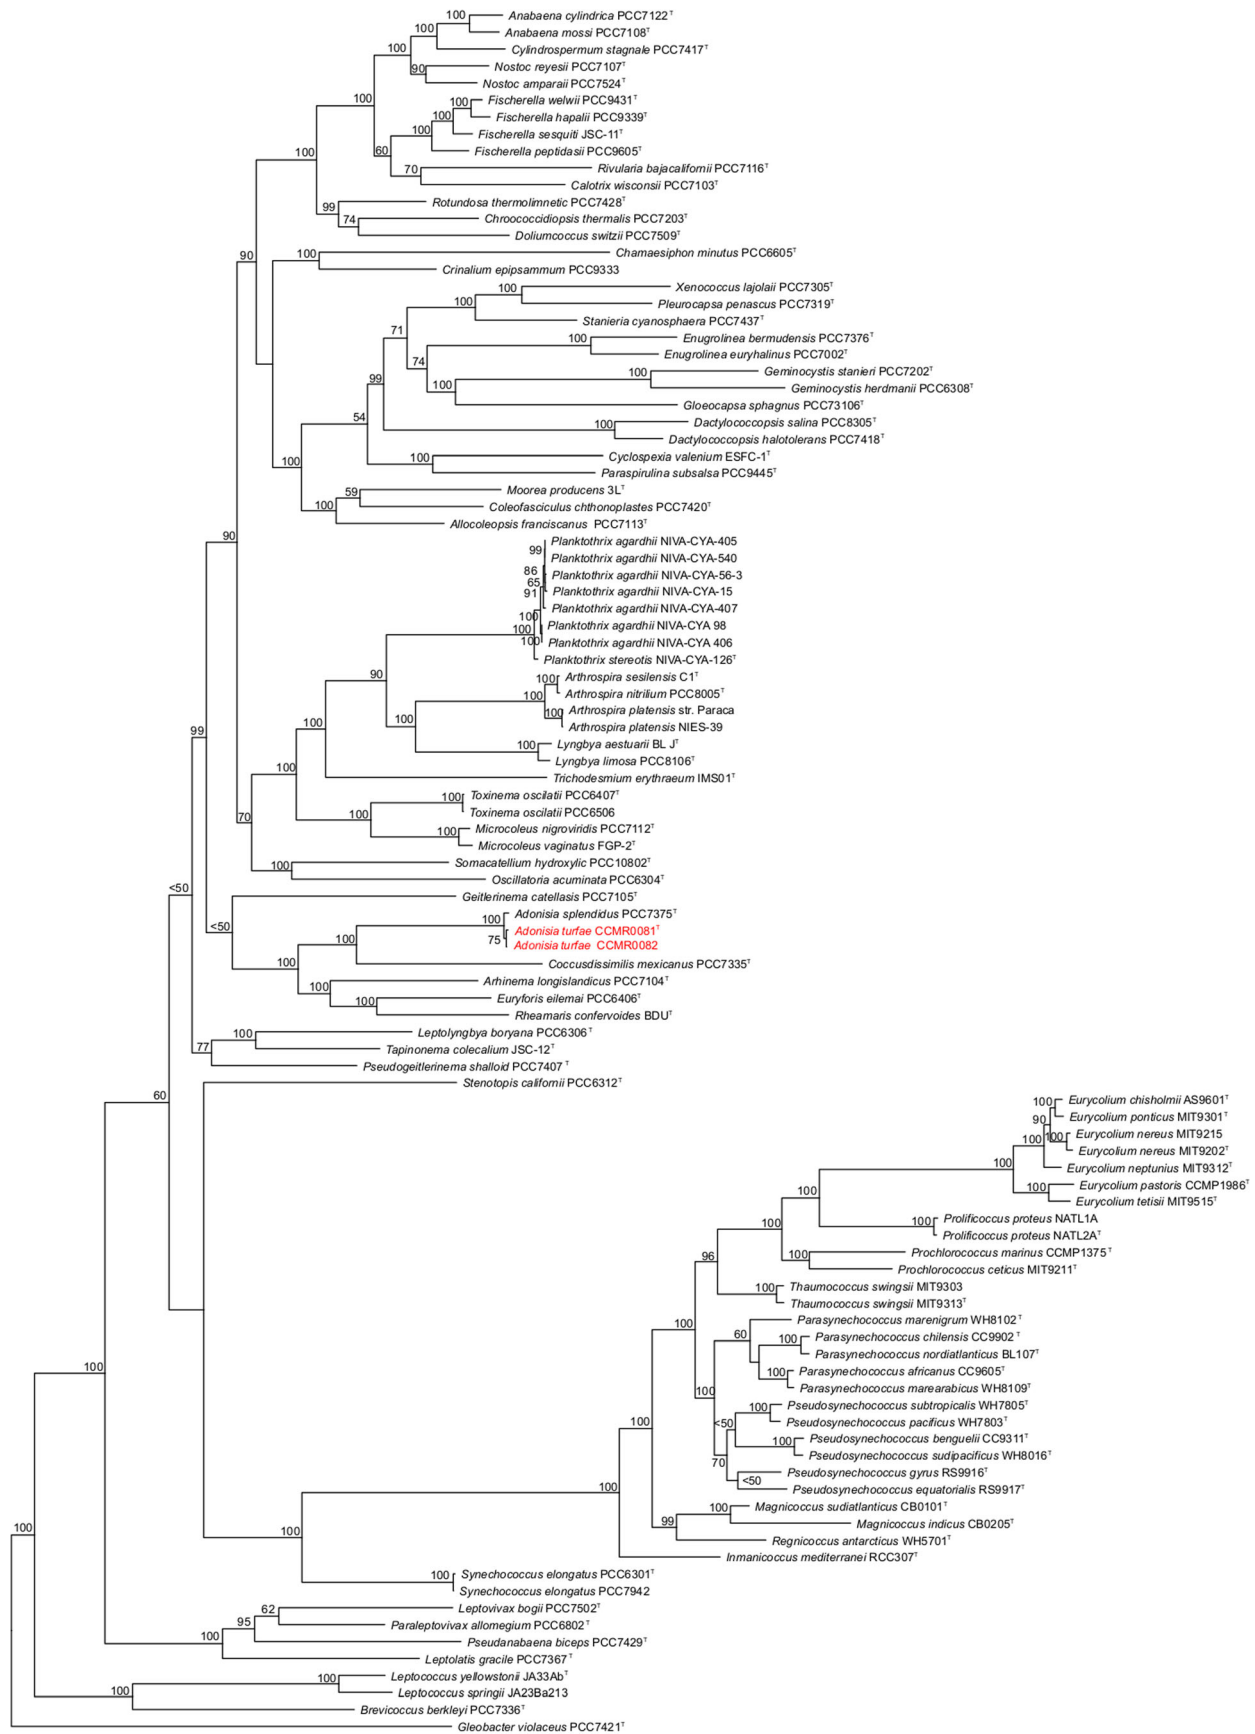 100 Anabaena cylindrica PCC7122ᵀ
100 Anabaena mossi PCC7108ᵀ
100 Cylindrospermum stagnale PCC7417ᵀ
90 Nostoc reyesii PCC7107ᵀ
Nostoc amparaii PCC7524ᵀ
100 100 Fischerella welwii PCC9431ᵀ
100 Fischerella hapalii PCC9339ᵀ
100 Fischerella sesquiti JSC-11ᵀ
60 Fischerella peptidasii PCC9605ᵀ
100 70 Rivularia bajacalifornii PCC7116ᵀ
Calotrix wisconsii PCC7103ᵀ
99 Rotundosa thermolimnetic PCC7428ᵀ
74 Chroococcidiopsis thermalis PCC7203ᵀ
Doliumcoccus switzii PCC7509ᵀ
90 100 Chamaesiphon minutus PCC6605ᵀ
Crinalium epipsammum PCC9333
100 Xenococcus lajolaii PCC7305ᵀ
100 Pleurocapsa penascus PCC7319ᵀ
Stanieria cyanosphaera PCC7437ᵀ
71 100 Enugrolinea bermudensis PCC7376ᵀ
74 Enugrolinea euryhalinus PCC7002ᵀ
99 100 Geminocystis stanieri PCC7202ᵀ
100 Geminocystis herdmanii PCC6308ᵀ
Gloeocapsa sphagnus PCC73106ᵀ
54 100 Dactylococcopsis salina PCC8305ᵀ
Dactylococcopsis halotolerans PCC7418ᵀ
100 100 Cyclospexia valenium ESFC-1ᵀ
Paraspirulina subsalsa PCC9445ᵀ
59 Moorea producens 3Lᵀ
100 Coleofasciculus chthonoplastes PCC7420ᵀ
Allocoleopsis franciscanus PCC7113ᵀ
90 Planktothrix agardhii NIVA-CYA-405
99 Planktothrix agardhii NIVA-CYA-540
86 Planktothrix agardhii NIVA-CYA-56-3
65 91 Planktothrix agardhii NIVA-CYA-15
Planktothrix agardhii NIVA-CYA-407
100 100 Planktothrix agardhii NIVA-CYA 98
100 Planktothrix agardhii NIVA-CYA 406
Planktothrix stereotis NIVA-CYA-126ᵀ
90 100 Arthrospira sesilensis C1ᵀ
100 Arthrospira nitrilium PCC8005ᵀ
100 Arthrospira platensis str. Paraca
100 100 Arthrospira platensis NIES-39
99 100 Lyngbya aestuarii BL Jᵀ
Lyngbya limosa PCC8106ᵀ
100 Trichodesmium erythraeum IMS01ᵀ
100 Toxinema oscilatii PCC6407ᵀ
70 100 Toxinema oscilatii PCC6506
100 Microcoleus nigroviridis PCC7112ᵀ
Microcoleus vaginatus FGP-2ᵀ
100 Somacatellium hydroxylic PCC10802ᵀ
Oscillatoria acuminata PCC6304ᵀ
<50 Geitlerinema catellasis PCC7105ᵀ
<50 100 Adonisia splendidus PCC7375ᵀ
75 Adonisia turfae CCMR0081ᵀ
100 Adonisia turfae CCMR0082
100 Coccusdissimilis mexicanus PCC7335ᵀ
100 Arhinema longislandicus PCC7104ᵀ
100 Euryforis eilemai PCC6406ᵀ
Rheamaris confervoides BDUᵀ
100 Leptolyngbya boryana PCC6306ᵀ
77 Tapinonema colecalium JSC-12ᵀ
Pseudogeitlerinema shalloid PCC7407ᵀ
60 Stenotopis californii PCC6312ᵀ
100 Eurycolium chisholmii AS9601ᵀ
90 Eurycolium ponticus MIT9301ᵀ
100 100 Eurycolium nereus MIT9215
Eurycolium nereus MIT9202ᵀ
100 Eurycolium neptunius MIT9312ᵀ
100 100 Eurycolium pastoris CCMP1986ᵀ
Eurycolium tetisii MIT9515ᵀ
100 100 Prolificoccus proteus NATL1A
Prolificoccus proteus NATL2Aᵀ
96 100 Prochlorococcus marinus CCMP1375ᵀ
Prochlorococcus ceticus MIT9211ᵀ
100 Thaumococcus swingsii MIT9303
Thaumococcus swingsii MIT9313ᵀ
100 60 Parasynechococcus marenigrum WH8102ᵀ
100 Parasynechococcus chilensis CC9902ᵀ
Parasynechococcus nordiatlanticus BL107ᵀ
100 100 Parasynechococcus africanus CC9605ᵀ
100 Parasynechococcus marearabicus WH8109ᵀ
100 Pseudosynechococcus subtropicalis WH7805ᵀ
100 <50 Pseudosynechococcus pacificus WH7803ᵀ
100 Pseudosynechococcus benguelii CC9311ᵀ
70 Pseudosynechococcus sudipacificus WH8016ᵀ
<50 Pseudosynechococcus gyrus RS9916ᵀ
100 Pseudosynechococcus equatorialis RS9917ᵀ
100 Magnicoccus sudiatlanticus CB0101ᵀ
100 99 Magnicoccus indicus CB0205ᵀ
100 Regnicoccus antarcticus WH5701ᵀ
Inmanicoccus mediterranei RCC307ᵀ
100 Synechococcus elongatus PCC6301ᵀ
Synechococcus elongatus PCC7942
62 Leptovivax bogii PCC7502ᵀ
95 Paraleptovivax allomegium PCC6802ᵀ
100 Pseudanabaena biceps PCC7429ᵀ
Leptolatis gracile PCC7367ᵀ
100 Leptococcus yellowstonii JA33Abᵀ
100 Leptococcus springii JA23Ba213
Brevicoccus berkleyi PCC7336ᵀ
Gleobacter violaceus PCC7421ᵀ